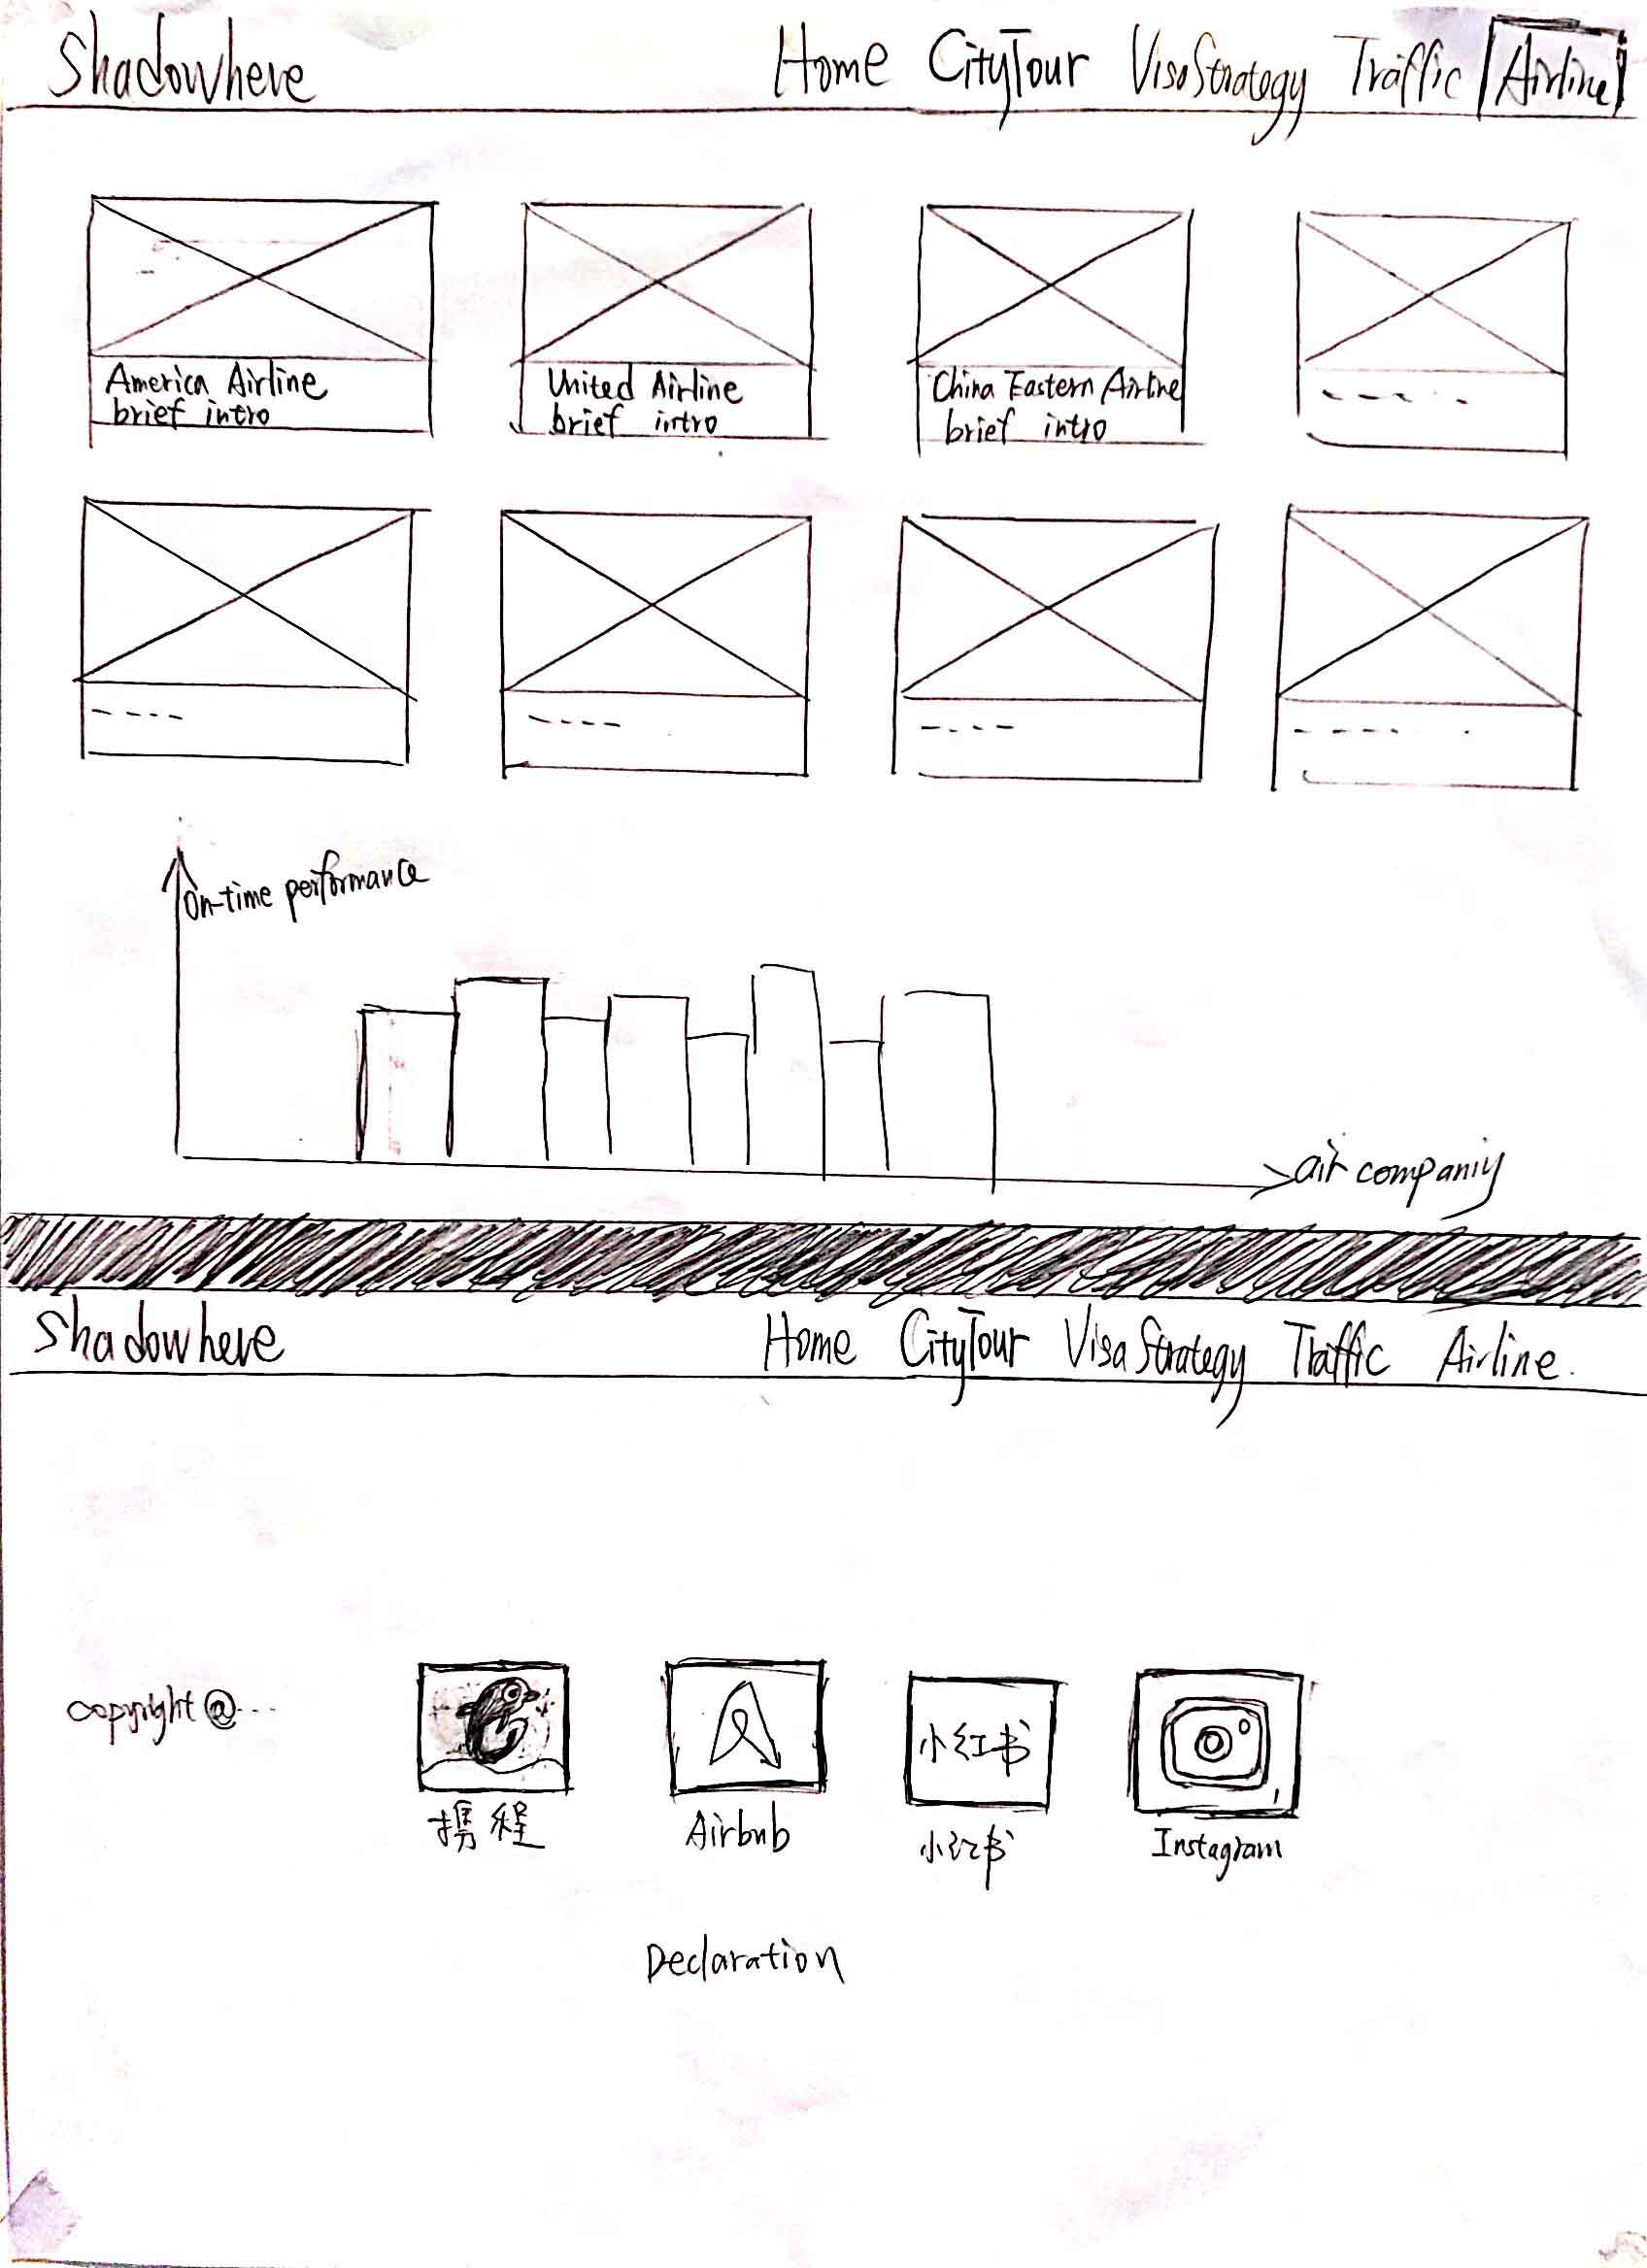 Shadowhere Home CityTour VisaStrategy Traffic Airline
America Airline
brief intro
United Airline
brief intro
China Eastern Airline
brief intro
On-time performance
air companiy
Shadowhere Home CityTour Visa Strategy Traffic Airline.
copyright @...
小红书
携程
Airbnb
小红书
Instagram
Declaration